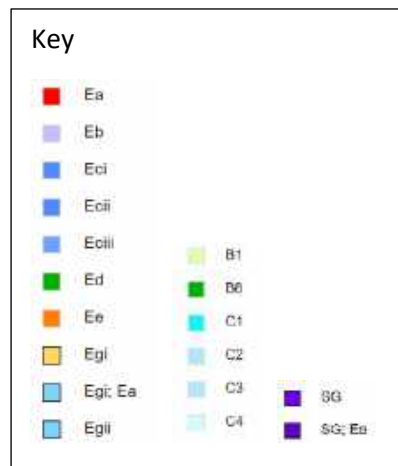 Key
Ea
Eb
Eci
Ecii
Eciii
Ed
Ee
Egi
Egi; Ea
Egii
B1
B6
C1
C2
C3
C4
SG
SG; Ea